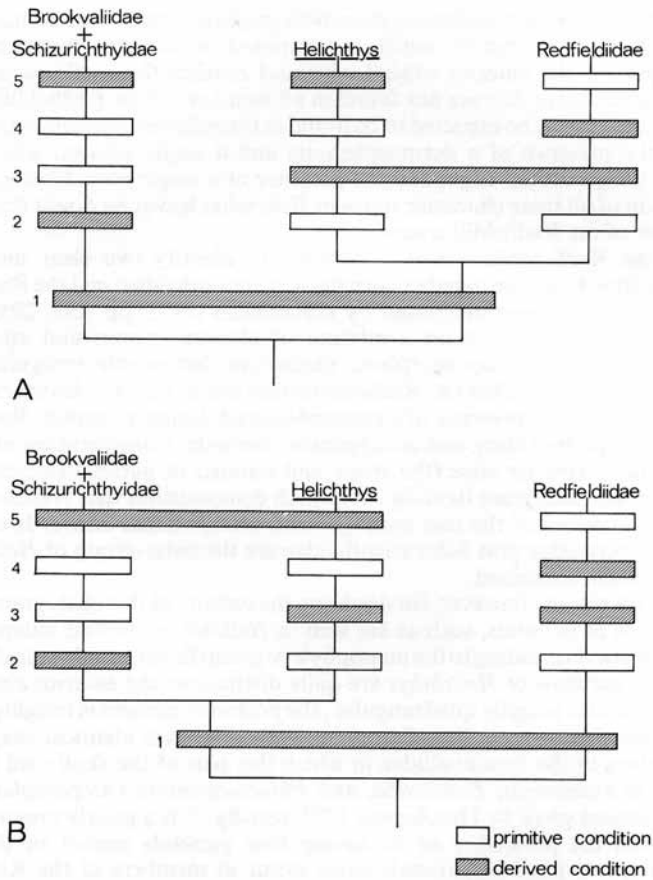 A
Brookvaliidae
+
Schizurichthyidae
Helichthys
Redfieldiidae
5
4
3
2
1
B
Brookvaliidae
+
Schizurichthyidae
Helichthys
Redfieldiidae
4
3
2
1
primitive condition
derived condition